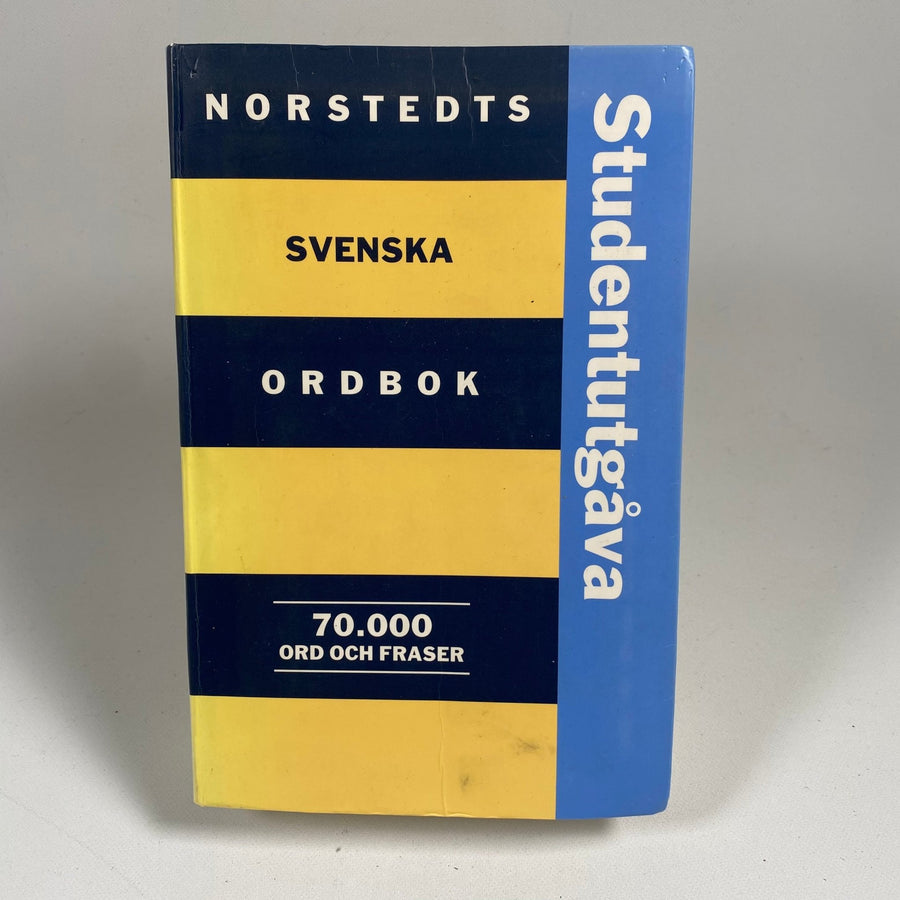 NORSTEDTS
SVENSKA
ORDBOK
70.000
ORD OCH FRASER
Studentutgåva